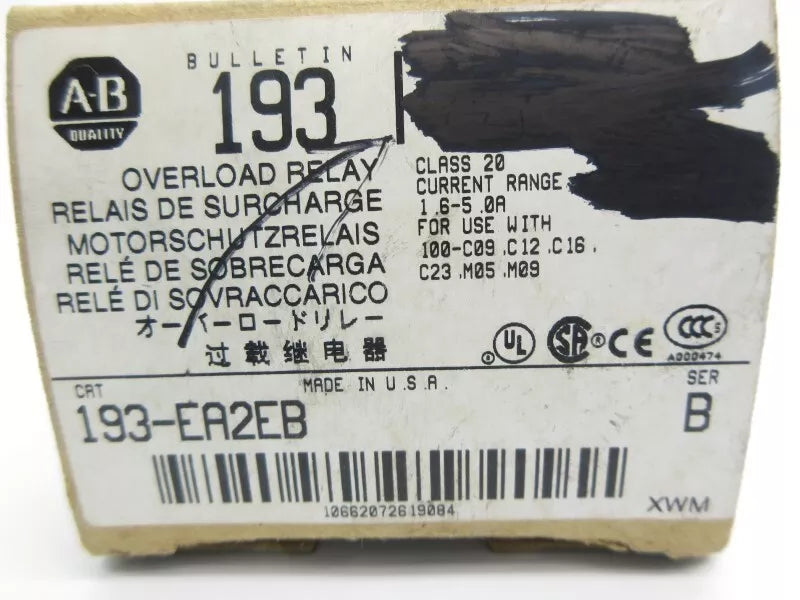 BULLETIN
193
A-B
QUALITY
OVERLOAD RELAY
RELAIS DE SURCHARGE
MOTORSCHUTZRELAIS
RELÉ DE SOBRECARGA
RELÉ DI SOVRACCARICO
オーバーロードリレー
过载继电器
CLASS 20
CURRENT RANGE
1.6-5.0A
FOR USE WITH
100-C09,C12,C16,
C23,M05,M09
UL
SA
®
CE
CCC
S
A000474
CAT
193-EA2EB
MADE IN U.S.A.
SER
B
10662072619084
XWM